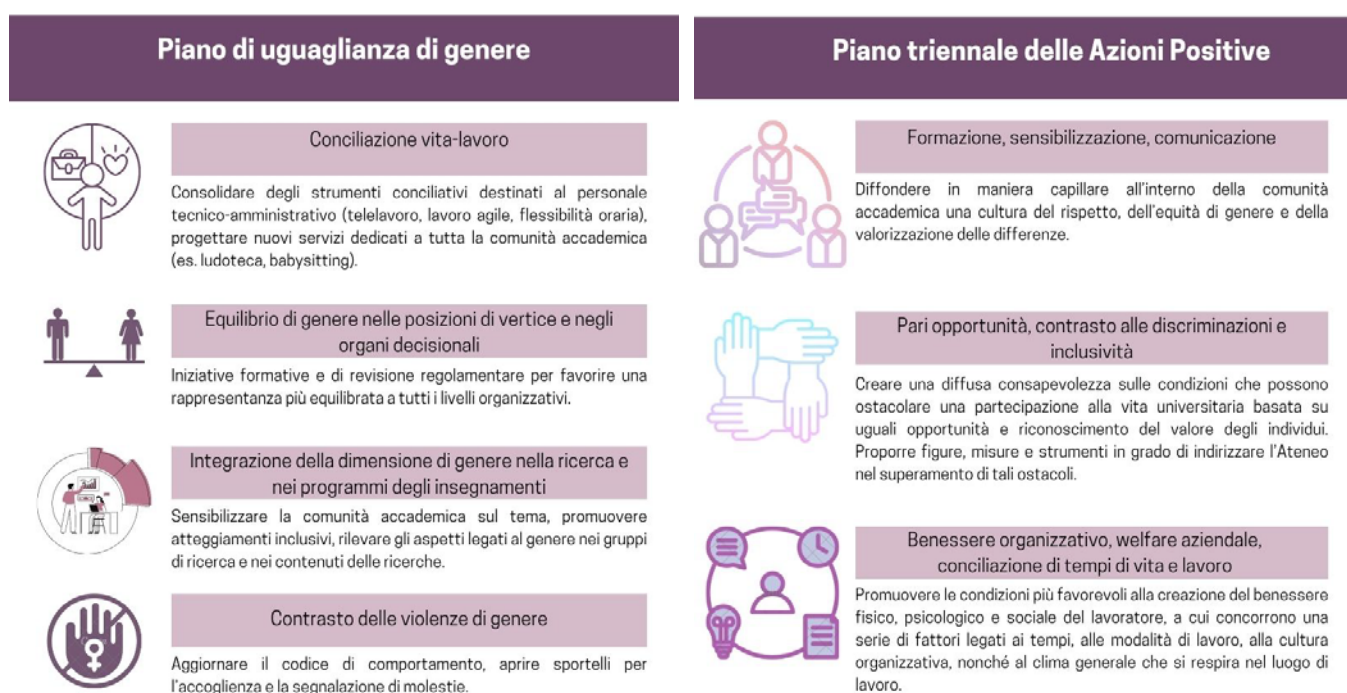 Piano di uguaglianza di genere
Conciliazione vita-lavoro
Consolidare degli strumenti conciliativi destinati al personale
tecnico-amministrativo (telelavoro, lavoro agile, flessibilità oraria),
progettare nuovi servizi dedicati a tutta la comunità accademica
(es. ludoteca, babysitting).
Equilibrio di genere nelle posizioni di vertice e negli
organi decisionali
Iniziative formative e di revisione regolamentare per favorire una
rappresentanza più equilibrata a tutti i livelli organizzativi.
Integrazione della dimensione di genere nella ricerca e
nei programmi degli insegnamenti
Sensibilizzare la comunità accademica sul tema, promuovere
atteggiamenti inclusivi, rilevare gli aspetti legati al genere nei gruppi
di ricerca e nei contenuti delle ricerche.
Contrasto delle violenze di genere
Aggiornare il codice di comportamento, aprire sportelli per
l'accoglienza e la segnalazione di molestie.
Piano triennale delle Azioni Positive
Formazione, sensibilizzazione, comunicazione
Diffondere in maniera capillare all'interno della comunità
accademica una cultura del rispetto, dell'equità di genere e della
valorizzazione delle differenze.
Pari opportunità, contrasto alle discriminazioni e
inclusività
Creare una diffusa consapevolezza sulle condizioni che possono
ostacolare una partecipazione alla vita universitaria basata su
uguali opportunità e riconoscimento del valore degli individui.
Proporre figure, misure e strumenti in grado di indirizzare l'Ateneo
nel superamento di tali ostacoli.
Benessere organizzativo, welfare aziendale,
conciliazione di tempi di vita e lavoro
Promuovere le condizioni più favorevoli alla creazione del benessere
fisico, psicologico e sociale del lavoratore, a cui concorrono una
serie di fattori legati ai tempi, alle modalità di lavoro, alla cultura
organizzativa, nonché al clima generale che si respira nel luogo di
lavoro.